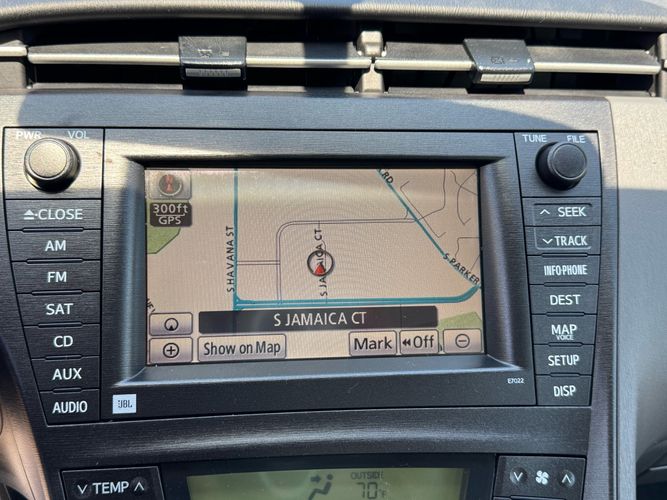 PWR VOL
TUNE FILE
CLOSE
AM
FM
SAT
CD
AUX
AUDIO
SEEK
TRACK
INFO·PHONE
DEST
MAP
VOICE
SETUP
DISP
300ft
GPS
S HAVANA ST
S JAMAICA CT
RD
S PARKER
S JAMAICA CT
Show on Map
Mark
Off
JBL
E7022
TEMP
OUTSIDE
70°F